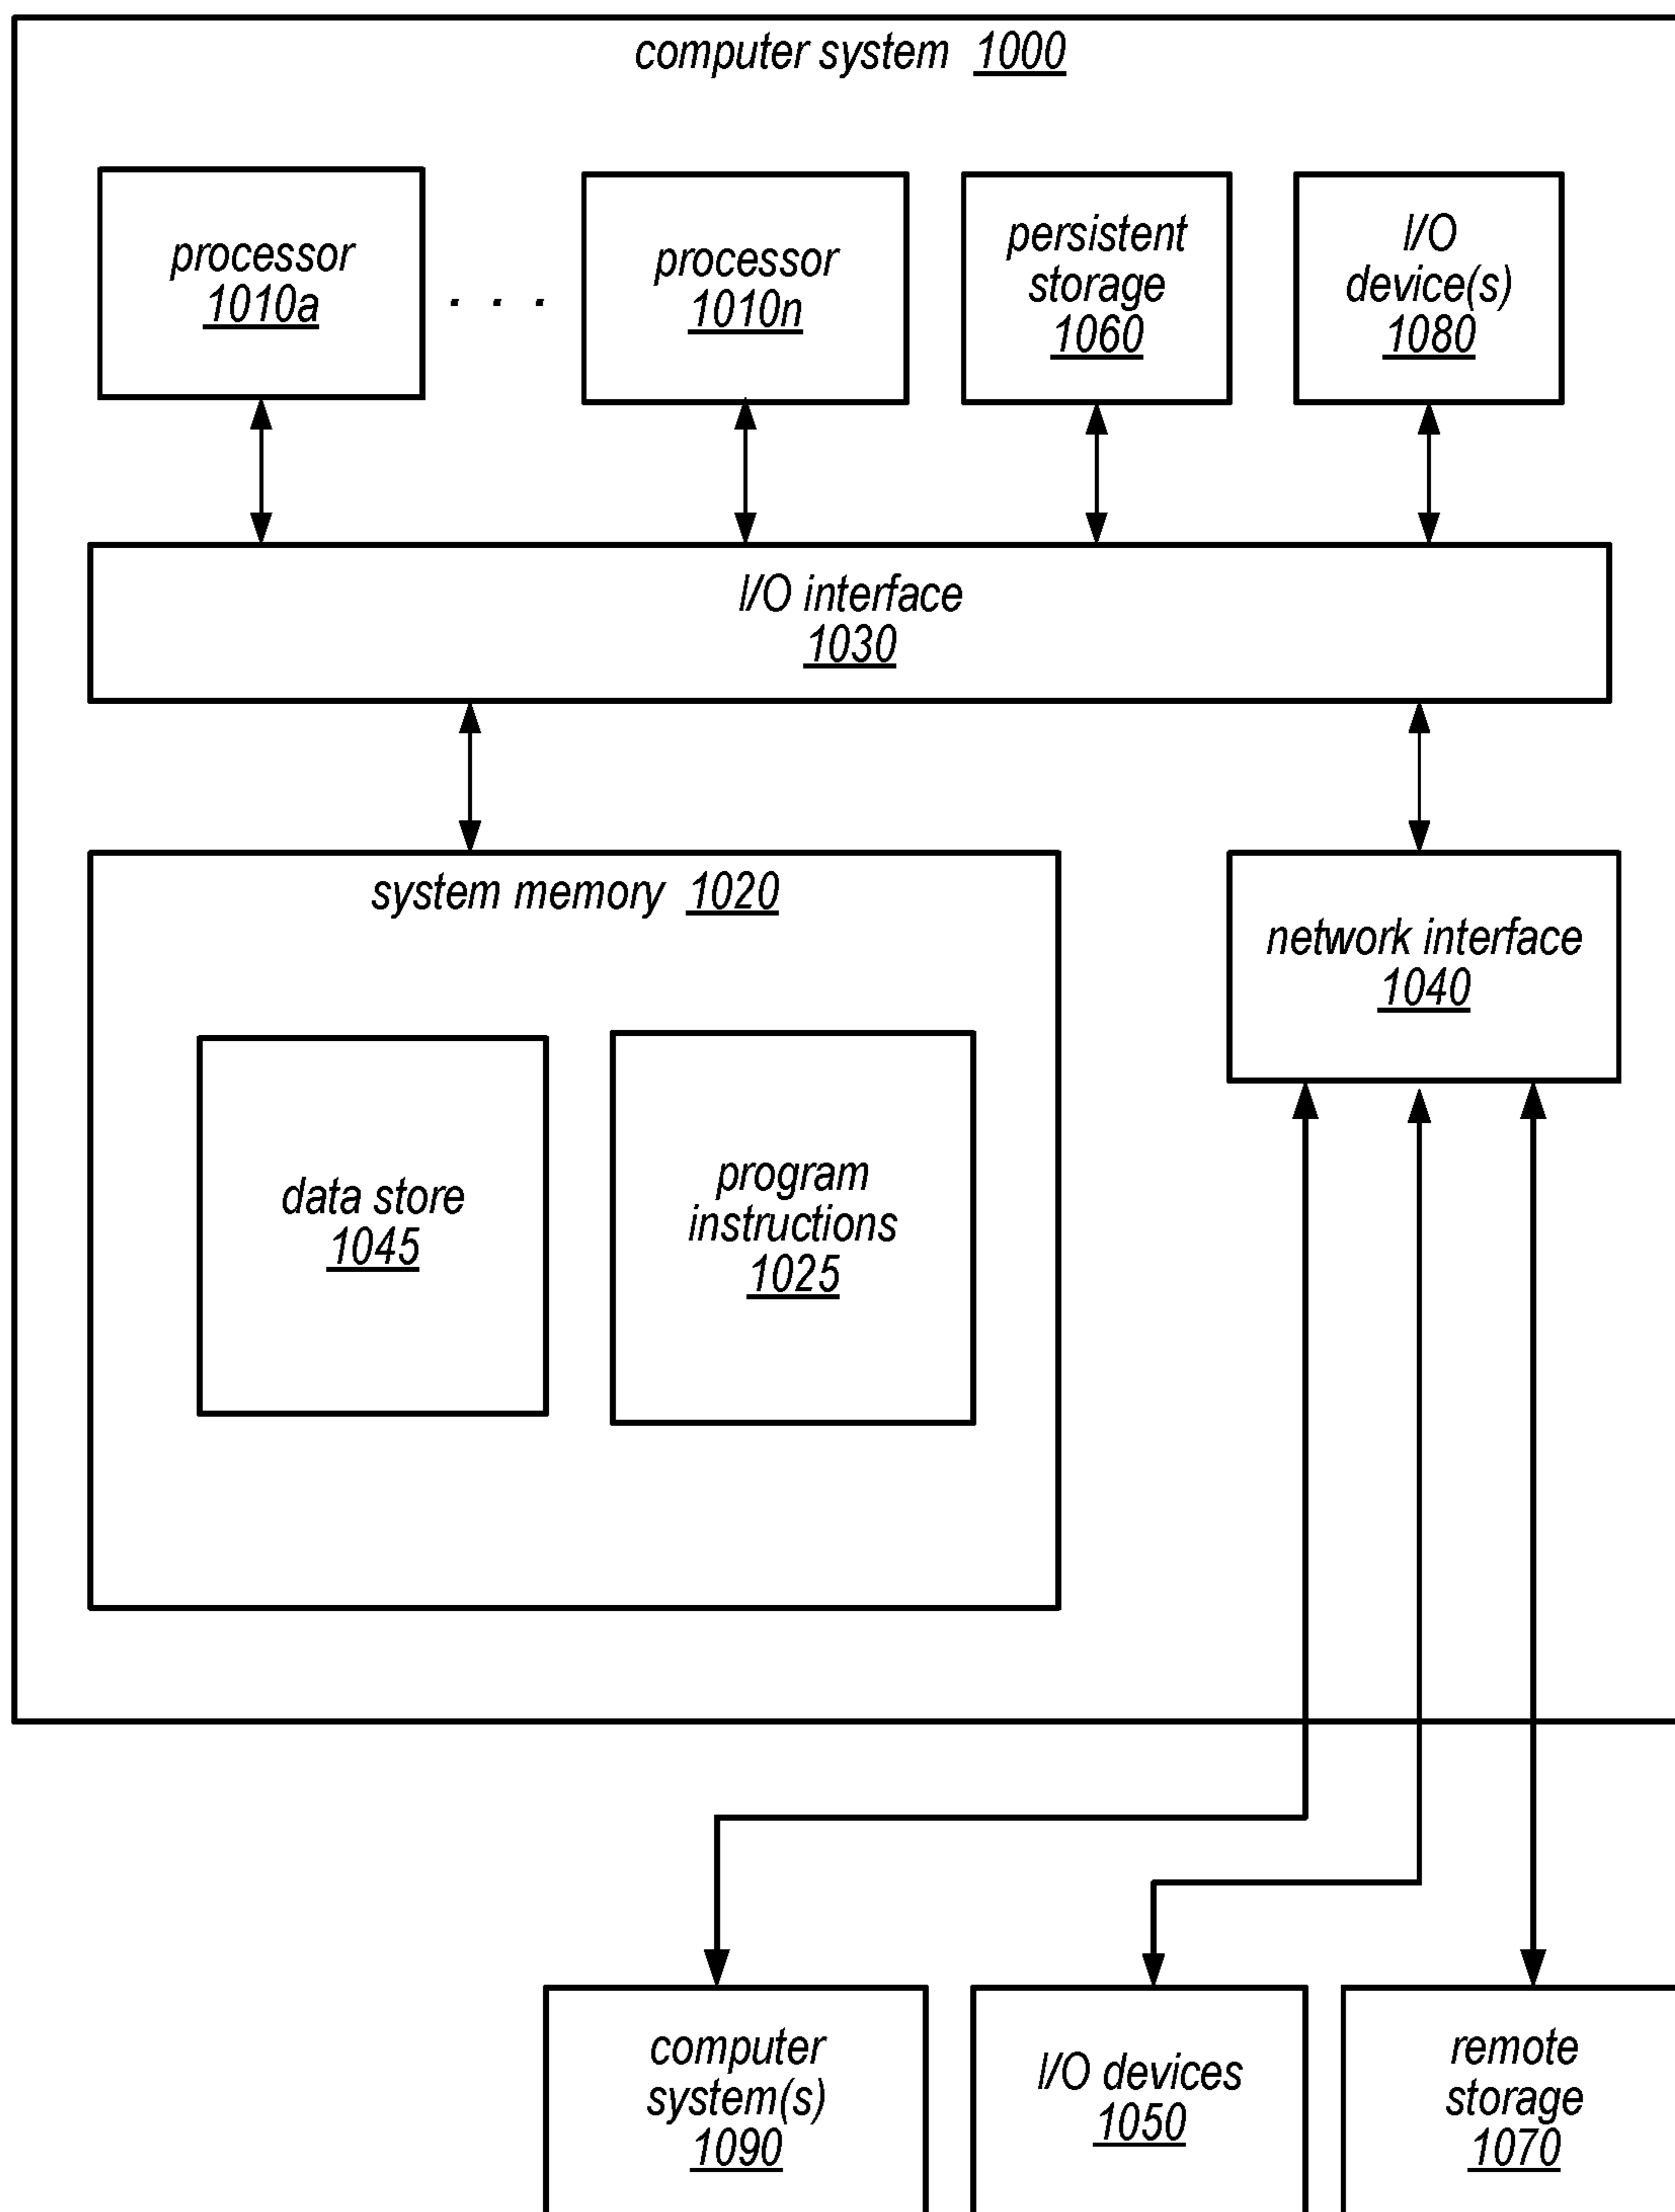 computer system 1000
processor
1010a
. . .
processor
1010n
persistent
storage
1060
I/O
device(s)
1080
I/O interface
1030
system memory 1020
network interface
1040
data store
1045
program
instructions
1025
computer
system(s)
1090
I/O devices
1050
remote
storage
1070